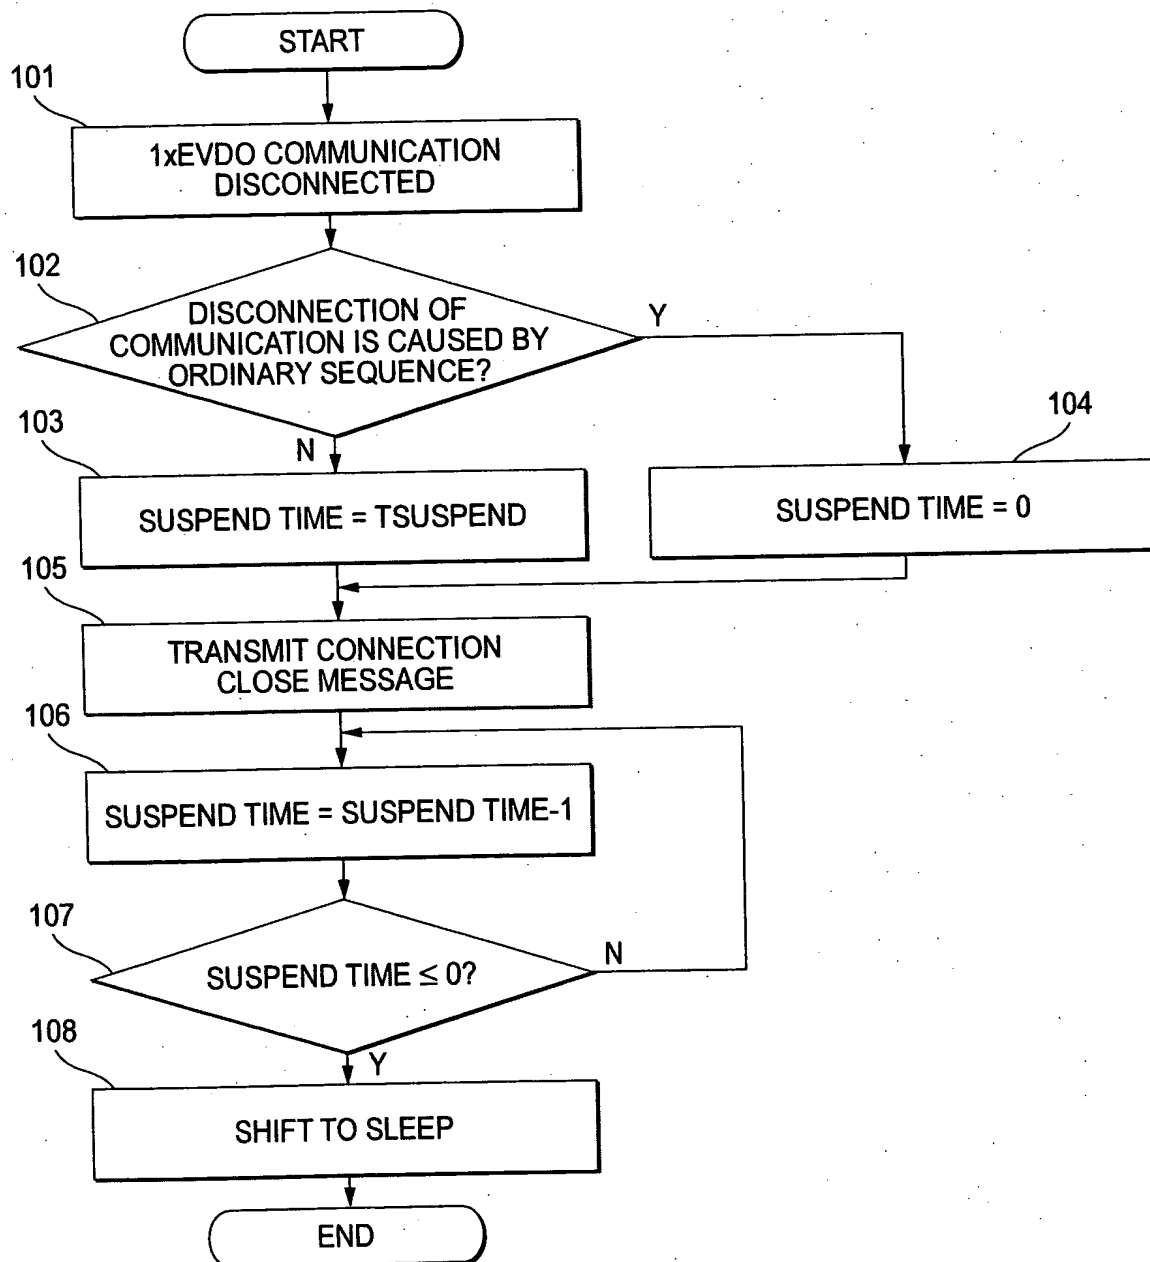 START
101
1xEVDO COMMUNICATION
DISCONNECTED
102
DISCONNECTION OF
COMMUNICATION IS CAUSED BY
ORDINARY SEQUENCE?
Y
N
103
SUSPEND TIME = TSUSPEND
104
SUSPEND TIME = 0
105
TRANSMIT CONNECTION
CLOSE MESSAGE
106
SUSPEND TIME = SUSPEND TIME-1
107
SUSPEND TIME ≤ 0?
N
Y
108
SHIFT TO SLEEP
END